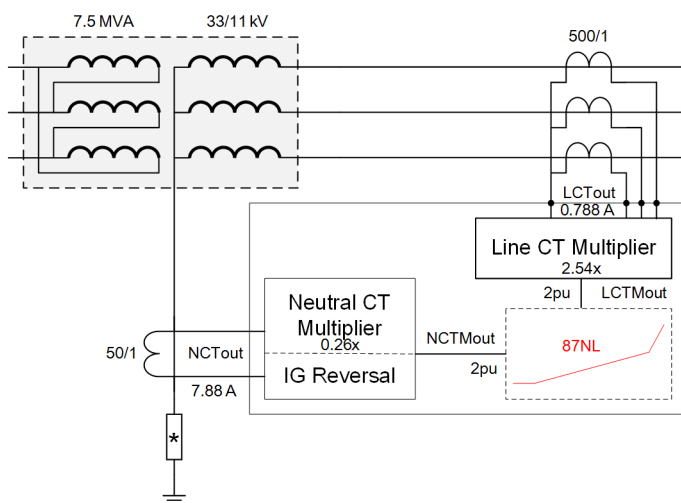 7.5 MVA
33/11 kV
500/1
LCTout
0.788 A
Line CT Multiplier
2.54x
2pu
LCTMout
Neutral CT
Multiplier
0.26x
IG Reversal
50/1
NCTout
7.88 A
NCTMout
2pu
87NL
*